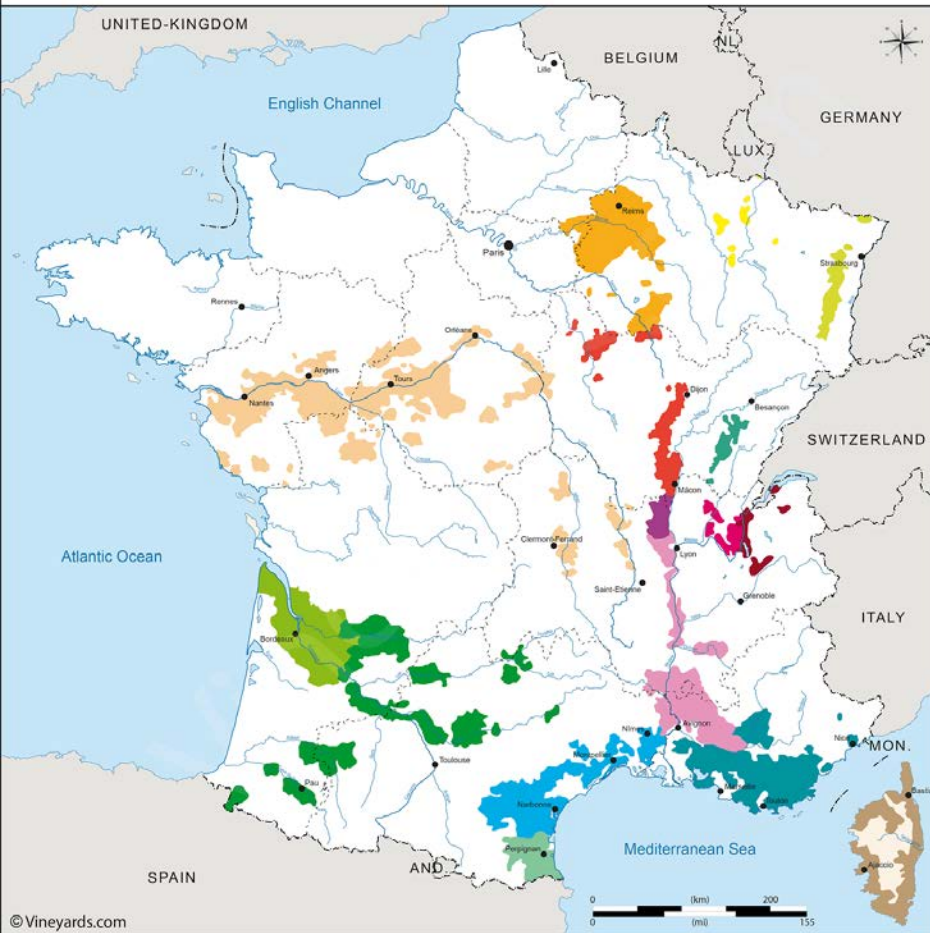 UNITED-KINGDOM
NL
BELGIUM
Lille
English Channel
GERMANY
LUX.
Reims
Paris
Strasbourg
Rennes
Orléans
Angers
Tours
Nantes
Dijon
Besançon
SWITZERLAND
Mâcon
Clermont-Ferrand
Lyon
Atlantic Ocean
Saint-Etienne
Grenoble
ITALY
Bordeaux
Avignon
Nîmes
Nice
MON.
Montpellier
Toulouse
Pau
Marseille
Toulon
Bastia
Narbonne
Perpignan
Mediterranean Sea
Ajaccio
AND.
SPAIN
0 (km) 200
0 (mi) 155
© Vineyards.com